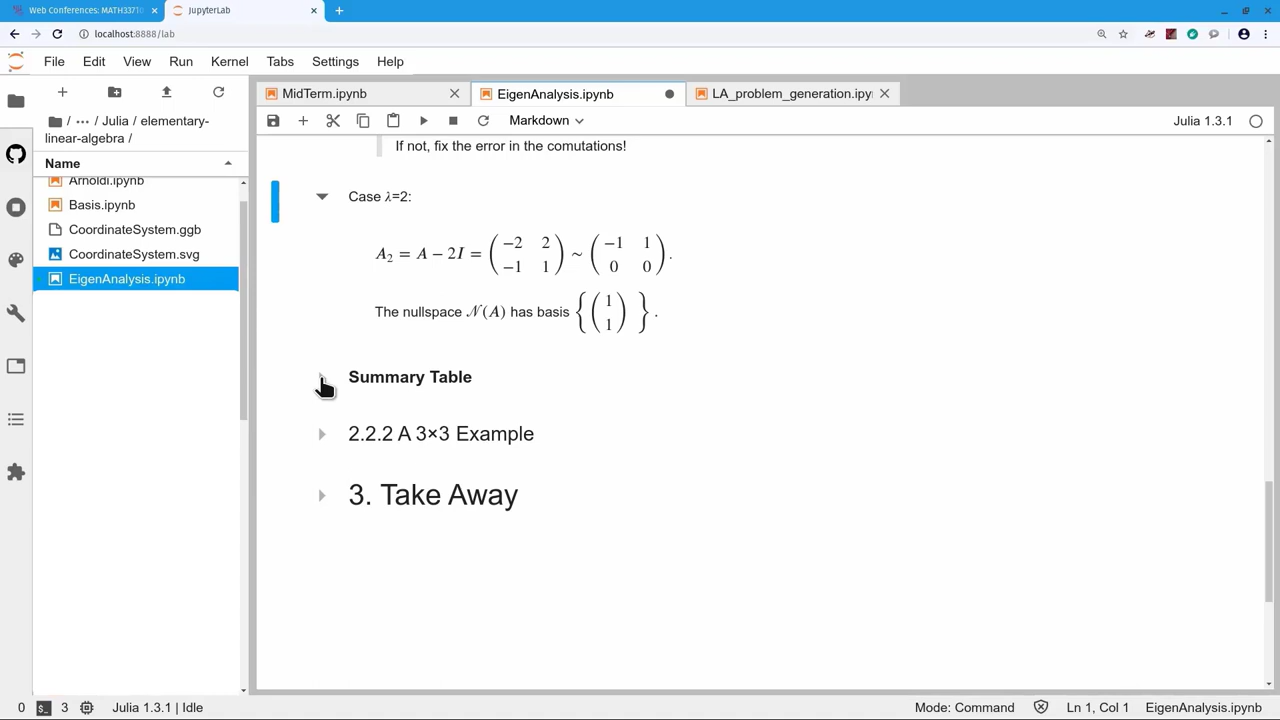 Web Conferences: MATH3371
JupyterLab
localhost:8888/lab
File Edit View Run Kernel Tabs Settings Help
/ ··· / Julia / elementary-
linear-algebra /
Name
Arnoldi.ipynb
Basis.ipynb
CoordinateSystem.ggb
CoordinateSystem.svg
EigenAnalysis.ipynb
MidTerm.ipynb
EigenAnalysis.ipynb
LA_problem_generation.ipy
Markdown
Julia 1.3.1
If not, fix the error in the comutations!
Case λ=2:
A₂ = A − 2I = (−2 2; −1 1) ∼ (−1 1; 0 0).
The nullspace 𝒩(A) has basis {(1; 1)}.
Summary Table
2.2.2 A 3×3 Example
3. Take Away
0 $_ 3 Julia 1.3.1 | Idle
Mode: Command Ln 1, Col 1 EigenAnalysis.ipynb